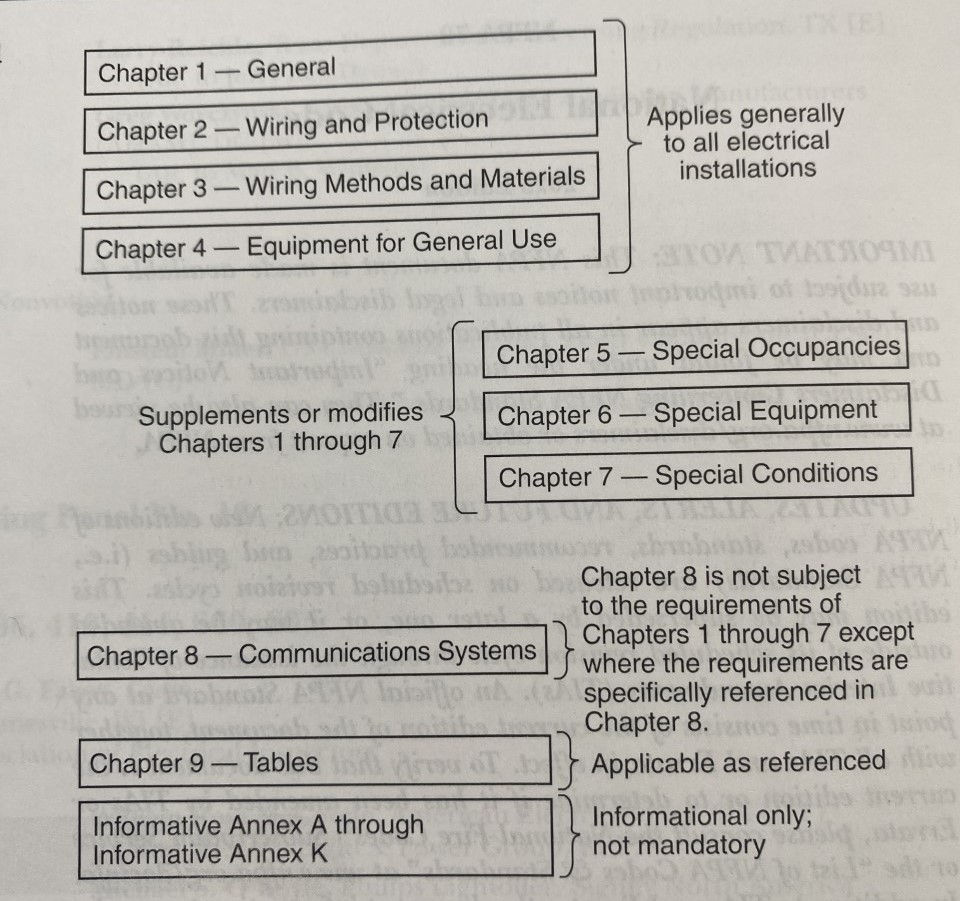 Chapter 1 — General
Chapter 2 — Wiring and Protection
Chapter 3 — Wiring Methods and Materials
Chapter 4 — Equipment for General Use
Applies generally
to all electrical
installations
Supplements or modifies
Chapters 1 through 7
Chapter 5 — Special Occupancies
Chapter 6 — Special Equipment
Chapter 7 — Special Conditions
Chapter 8 — Communications Systems
Chapter 8 is not subject
to the requirements of
Chapters 1 through 7 except
where the requirements are
specifically referenced in
Chapter 8.
Chapter 9 — Tables
Applicable as referenced
Informative Annex A through
Informative Annex K
Informational only;
not mandatory